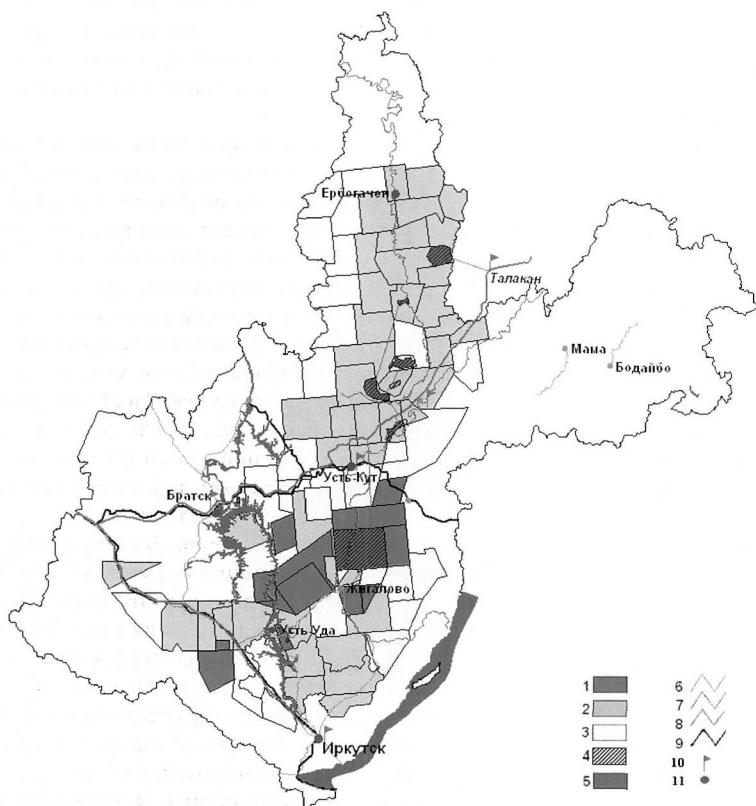 Ербогачен
Талакан
Мама
Бодайбо
Усть-Кут
Братск
Жигалово
Усть-Уда
Иркутск
1 6
2 7
3 8
4 9
5 10
11